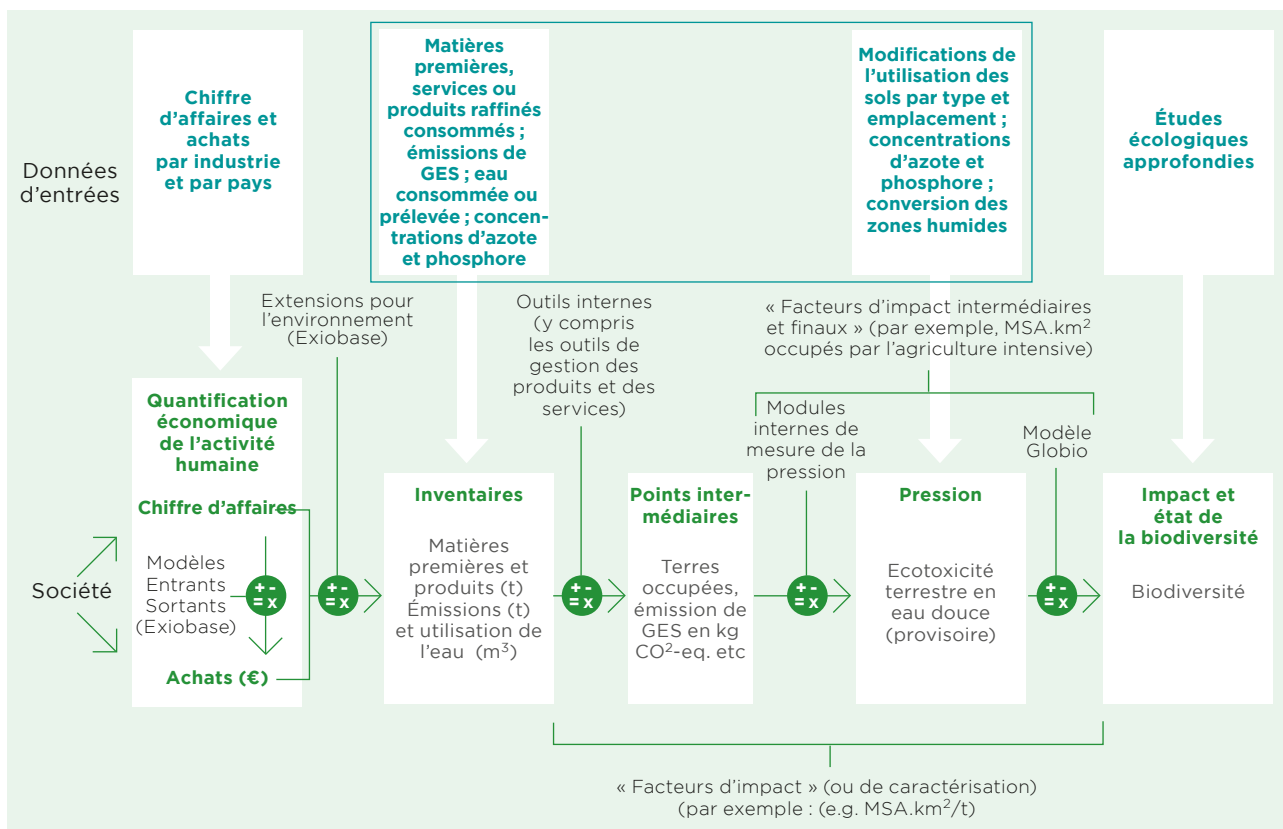 Données
d'entrées
Chiffre
d'affaires et
achats
par industrie
et par pays
Matières
premières,
services ou
produits raffinés
consommés ;
émissions de
GES ; eau
consommée ou
prélevée ; concen-
trations d'azote
et phosphore
Modifications de
l'utilisation des
sols par type et
emplacement ;
concentrations
d'azote et
phosphore ;
conversion des
zones humides
Études
écologiques
approfondies
Extensions pour
l'environnement
(Exiobase)
Outils internes
(y compris
les outils de
gestion des
produits et des
services)
« Facteurs d'impact intermédiaires
et finaux » (par exemple, MSA.km²
occupés par l'agriculture intensive)
Modules
internes de
mesure de la
pression
Modèle
Globio
Société
Quantification
économique
de l'activité
humaine
Chiffre d'affaires
Modèles
Entrants
Sortants
(Exiobase)
+ -
= x
Achats (€)
+ -
= x
Inventaires
Matières
premières et
produits (t)
Émissions (t)
et utilisation de
l'eau (m³)
+ -
= x
Points inter-
médiaires
Terres
occupées,
émission de
GES en kg
CO²-eq. etc
+ -
= x
Pression
Ecotoxicité
terrestre en
eau douce
(provisoire)
+ -
= x
Impact et
état de
la biodiversité
Biodiversité
« Facteurs d'impact » (ou de caractérisation)
(par exemple : (e.g. MSA.km²/t)